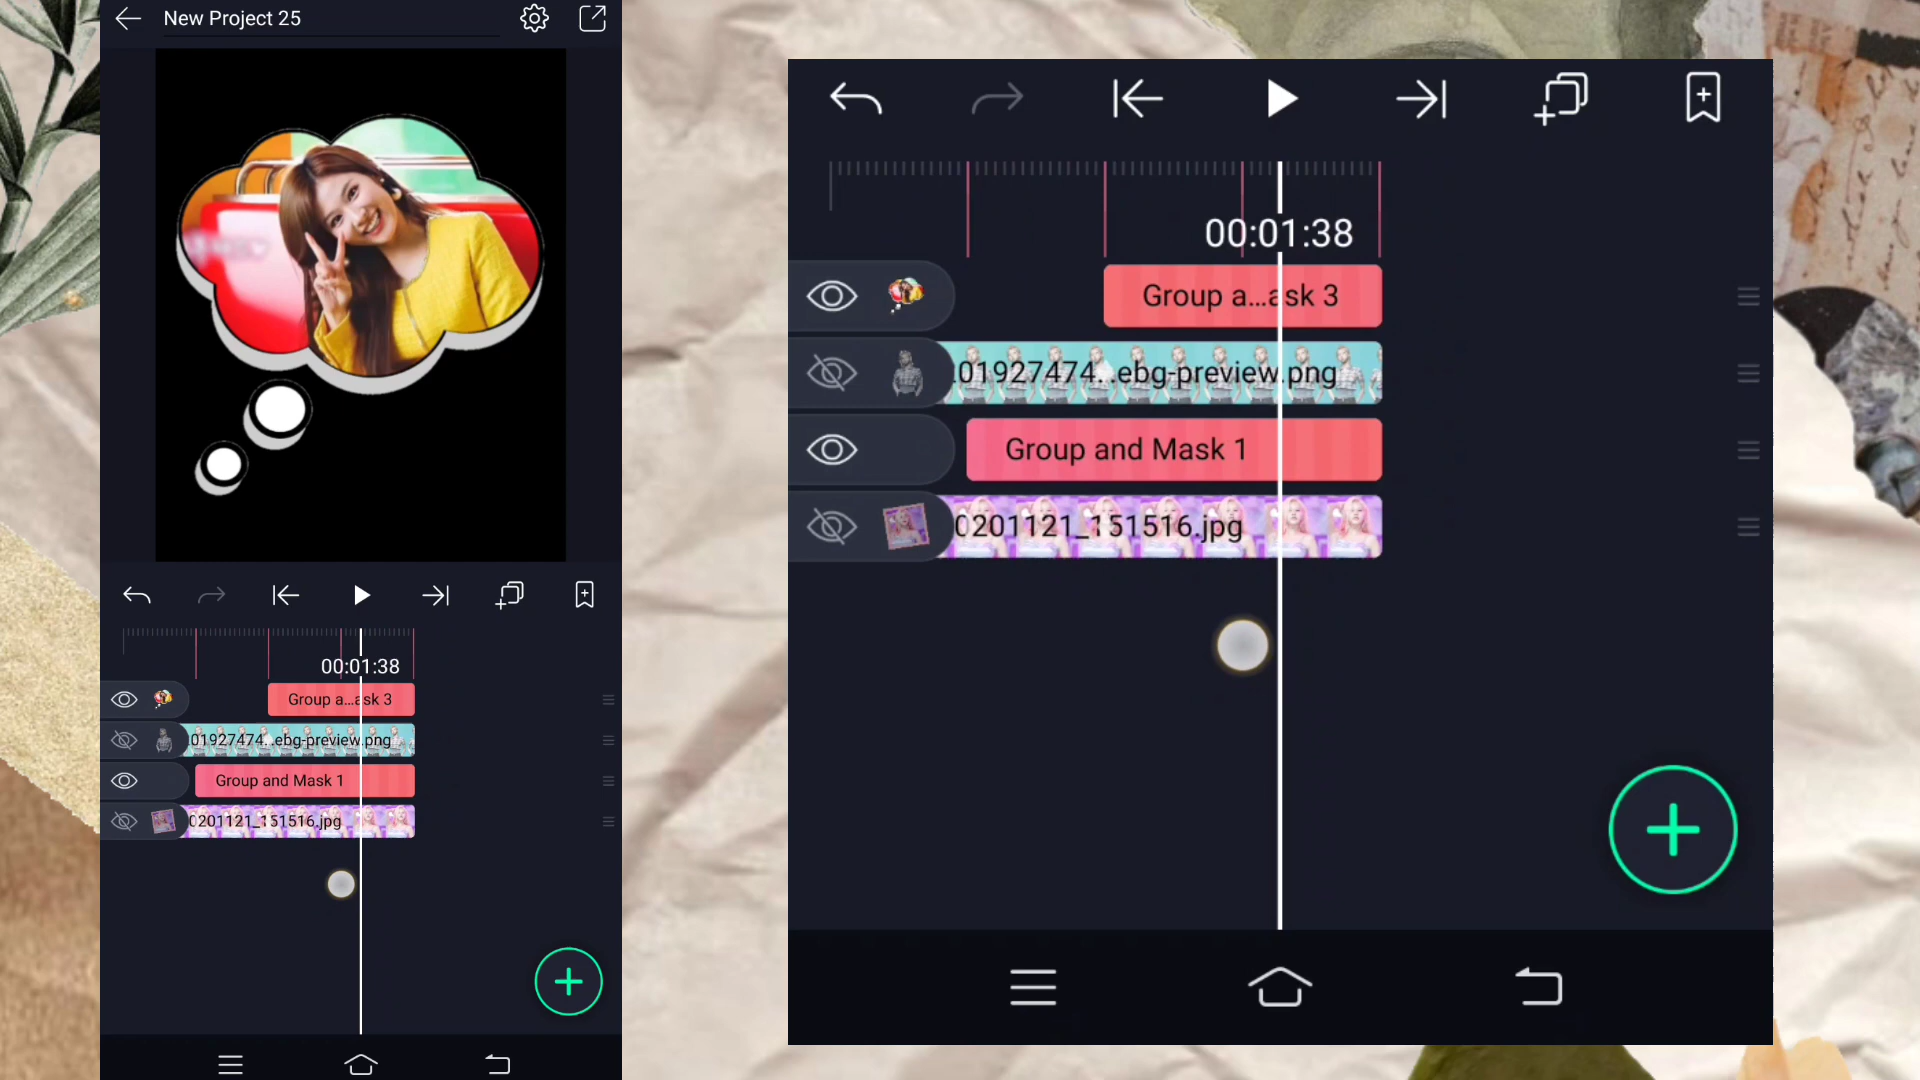 New Project 25
00:01:38
Group a...ask 3
01927474...ebg-preview.png
Group and Mask 1
0201121_151516.jpg
00:01:38
Group a...ask 3
01927474...ebg-preview.png
Group and Mask 1
0201121_151516.jpg